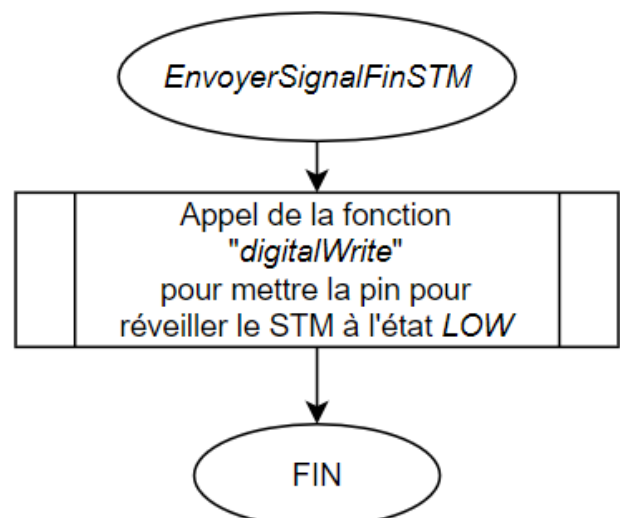 EnvoyerSignalFinSTM
Appel de la fonction
"digitalWrite"
pour mettre la pin pour
réveiller le STM à l'état LOW
FIN